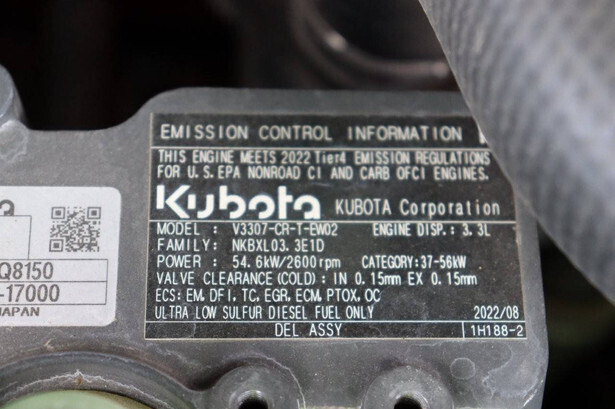 EMISSION CONTROL INFORMATION
THIS ENGINE MEETS 2022 Tier4 EMISSION REGULATIONS
FOR U.S. EPA NONROAD CI AND CARB OFCI ENGINES.
Kubota KUBOTA Corporation
MODEL : V3307-CR-T-EW02 ENGINE DISP.: 3.3L
FAMILY: NKBXL03.3E1D
POWER : 54.6kW/2600rpm CATEGORY:37-56kW
VALVE CLEARANCE(COLD): IN 0.15mm EX 0.15mm
ECS: EM, DFI, TC, EGR, ECM, PTOX, OC
ULTRA LOW SULFUR DIESEL FUEL ONLY 2022/08
DEL ASSY 1H188-2
Q8150
-17000
JAPAN